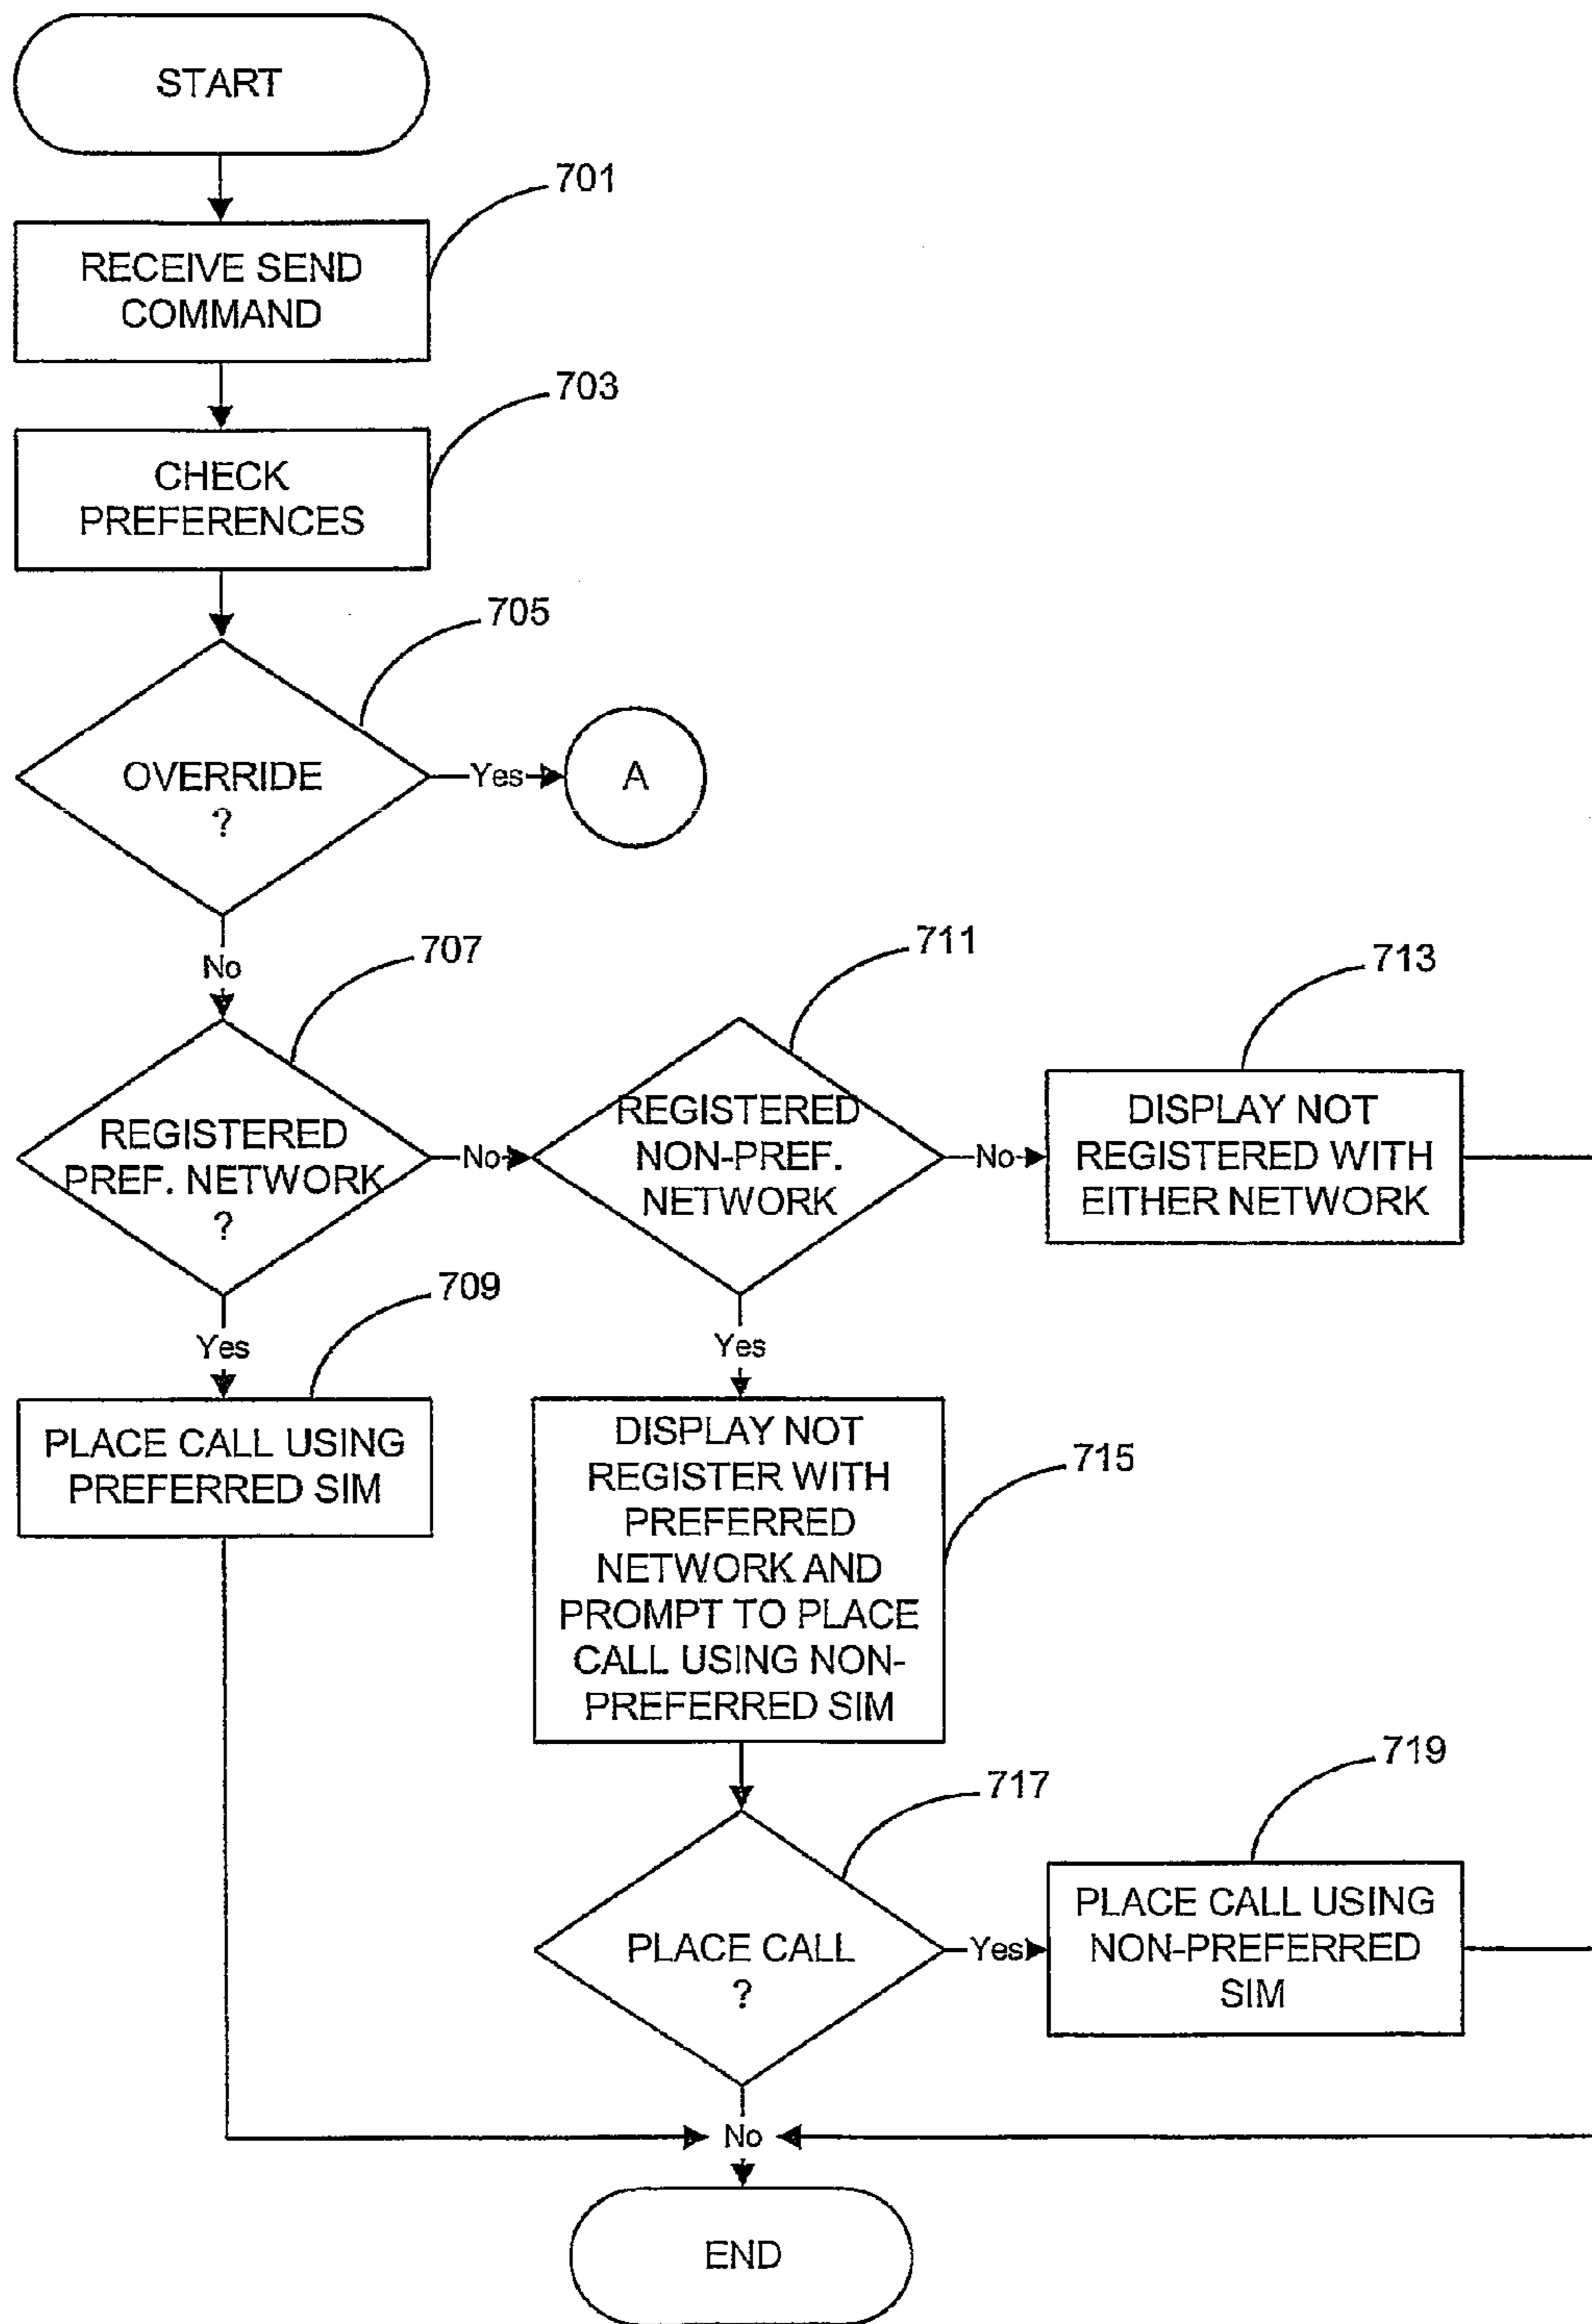 START
701
RECEIVE SEND
COMMAND
703
CHECK
PREFERENCES
705
OVERRIDE
?
Yes
A
No
707
REGISTERED
PREF. NETWORK
?
No
711
REGISTERED
NON-PREF.
NETWORK
No
713
DISPLAY NOT
REGISTERED WITH
EITHER NETWORK
Yes
709
PLACE CALL USING
PREFERRED SIM
Yes
DISPLAY NOT
REGISTER WITH
PREFERRED
NETWORK AND
PROMPT TO PLACE
CALL USING NON-
PREFERRED SIM
715
717
PLACE CALL
?
Yes
719
PLACE CALL USING
NON-PREFERRED
SIM
No
END